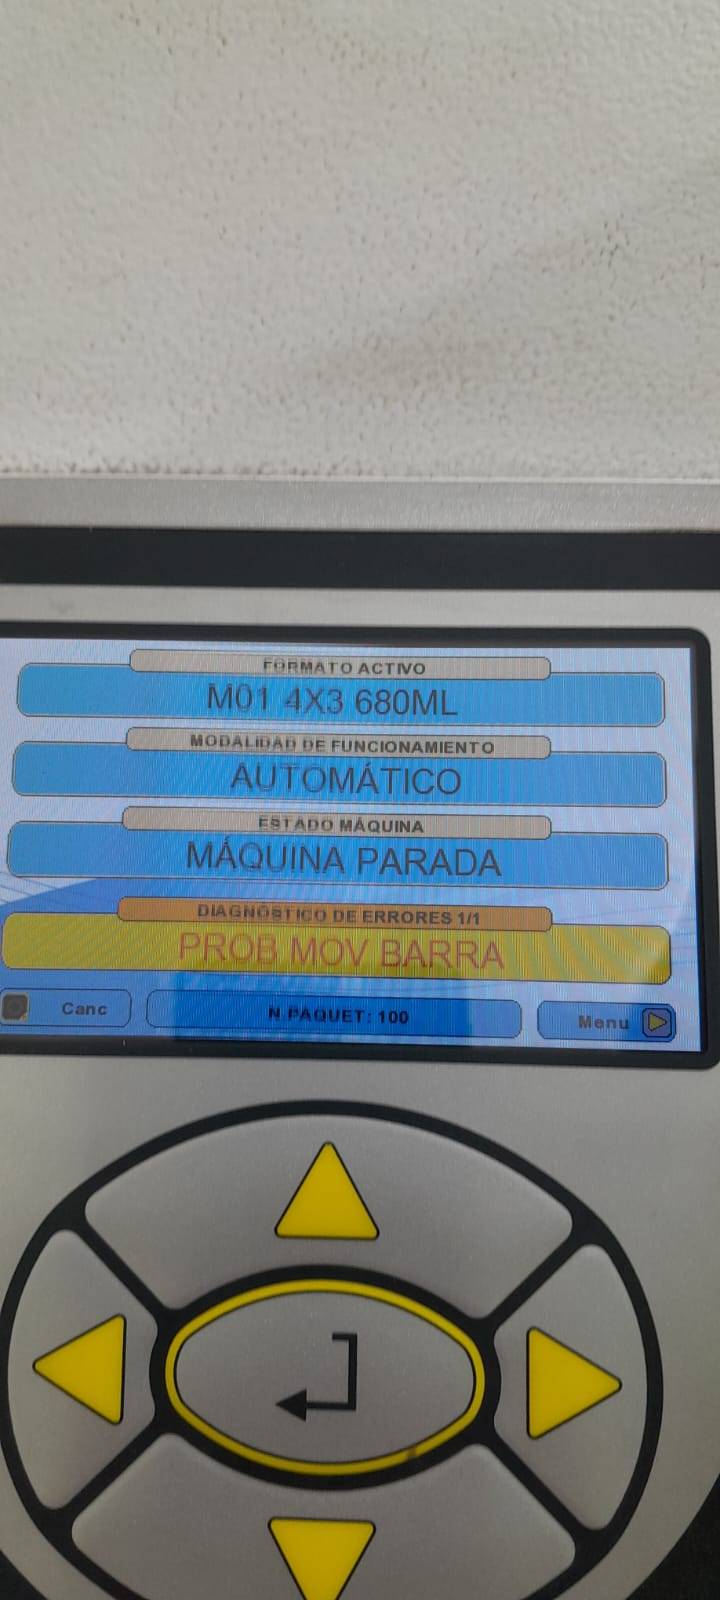 FORMATO ACTIVO
M01 4X3 680ML
MODALIDAD DE FUNCIONAMIENTO
AUTOMÁTICO
ESTADO MÁQUINA
MÁQUINA PARADA
DIAGNÓSTICO DE ERRORES 1/1
PROB MOV BARRA
Canc
N.PAQUET: 100
Menu